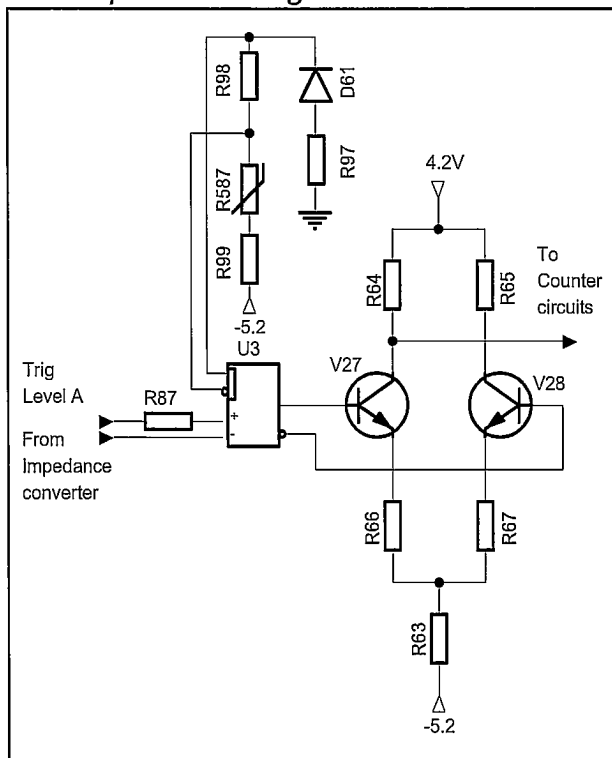 R98
D61
R97
R587
R99
-5.2
U3
4.2V
R64
R65
To
Counter
circuits
V27
V28
Trig
Level A
R87
+
-
From
Impedance
converter
R66
R67
R63
-5.2